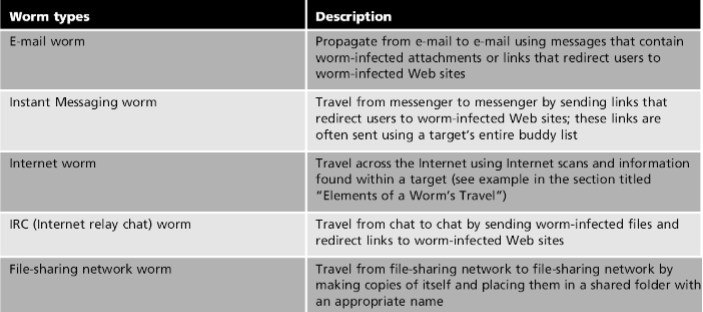 Worm types Description
E-mail worm Propagate from e-mail to e-mail using messages that contain
worm-infected attachments or links that redirect users to
worm-infected Web sites
Instant Messaging worm Travel from messenger to messenger by sending links that
redirect users to worm-infected Web sites; these links are
often sent using a target's entire buddy list
Internet worm Travel across the Internet using Internet scans and information
found within a target (see example in the section titled
"Elements of a Worm's Travel")
IRC (Internet relay chat) worm Travel from chat to chat by sending worm-infected files and
redirect links to worm-infected Web sites
File-sharing network worm Travel from file-sharing network to file-sharing network by
making copies of itself and placing them in a shared folder with
an appropriate name